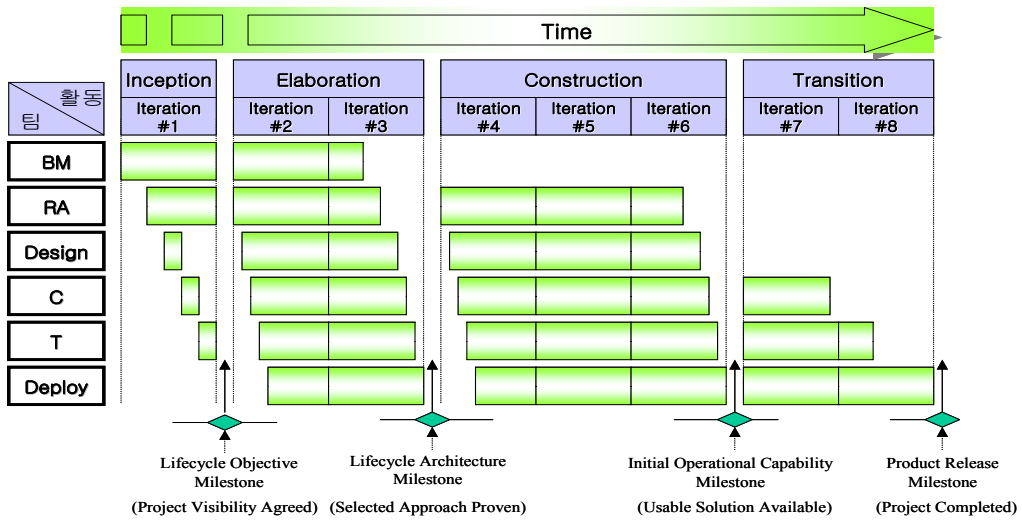 Time
Inception
Elaboration
Construction
Transition
활동
팀
Iteration
#1
Iteration
#2
Iteration
#3
Iteration
#4
Iteration
#5
Iteration
#6
Iteration
#7
Iteration
#8
BM
RA
Design
C
T
Deploy
Lifecycle Objective
Milestone
(Project Visibility Agreed)
Lifecycle Architecture
Milestone
(Selected Approach Proven)
Initial Operational Capability
Milestone
(Usable Solution Available)
Product Release
Milestone
(Project Completed)